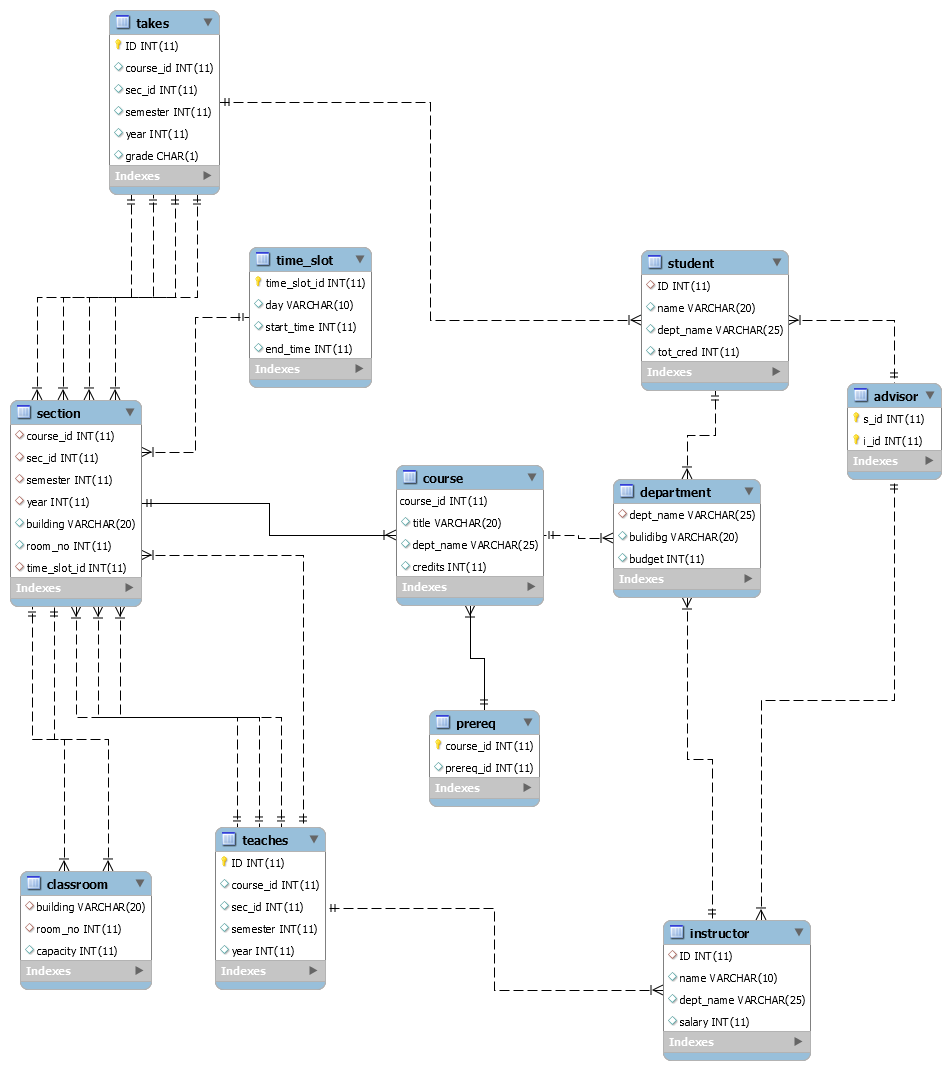 takes
ID INT(11)
course_id INT(11)
sec_id INT(11)
semester INT(11)
year INT(11)
grade CHAR(1)
Indexes
time_slot
time_slot_id INT(11)
day VARCHAR(10)
start_time INT(11)
end_time INT(11)
Indexes
student
ID INT(11)
name VARCHAR(20)
dept_name VARCHAR(25)
tot_cred INT(11)
Indexes
advisor
s_id INT(11)
i_id INT(11)
Indexes
section
course_id INT(11)
sec_id INT(11)
semester INT(11)
year INT(11)
building VARCHAR(20)
room_no INT(11)
time_slot_id INT(11)
Indexes
course
course_id INT(11)
title VARCHAR(20)
dept_name VARCHAR(25)
credits INT(11)
Indexes
department
dept_name VARCHAR(25)
bulidibg VARCHAR(20)
budget INT(11)
Indexes
prereq
course_id INT(11)
prereq_id INT(11)
Indexes
teaches
ID INT(11)
course_id INT(11)
sec_id INT(11)
semester INT(11)
year INT(11)
Indexes
classroom
building VARCHAR(20)
room_no INT(11)
capacity INT(11)
Indexes
instructor
ID INT(11)
name VARCHAR(10)
dept_name VARCHAR(25)
salary INT(11)
Indexes